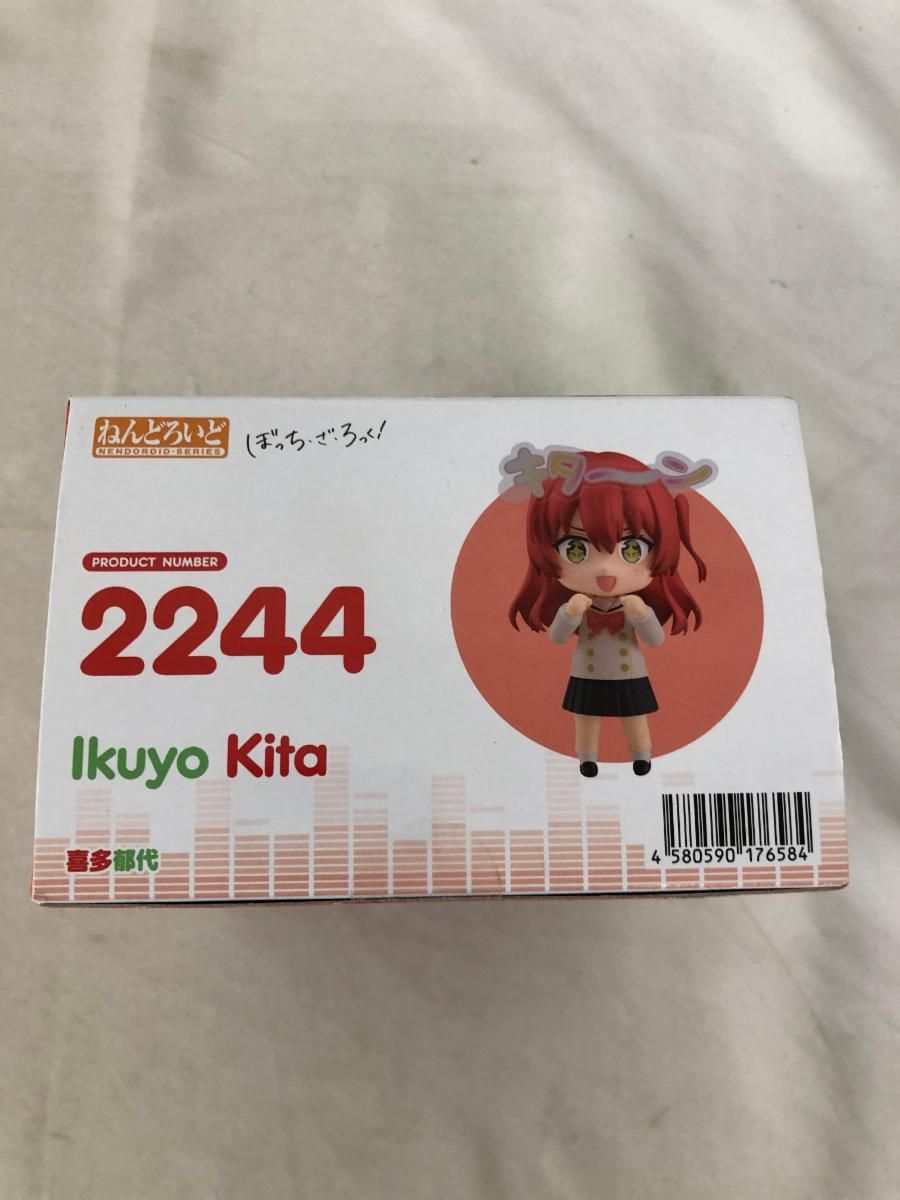 ねんどろいど
NENDOROID・SERIES
ぼっち・ざ・ろっく!
キターン
PRODUCT NUMBER
2244
Ikuyo Kita
喜多郁代
4 580590 176584